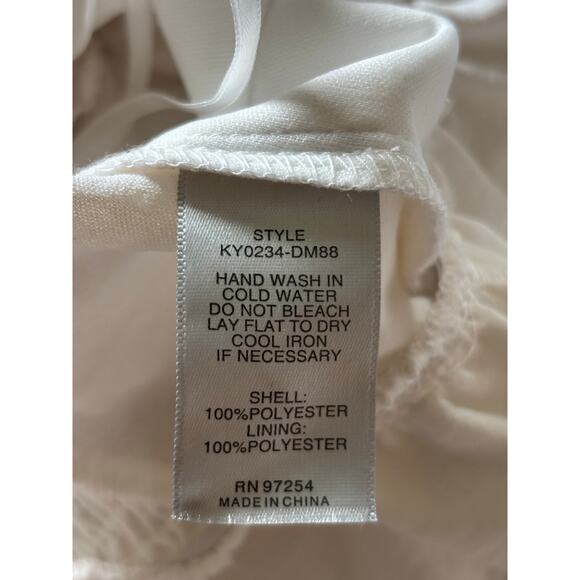 STYLE
KY0234-DM88
HAND WASH IN
COLD WATER
DO NOT BLEACH
LAY FLAT TO DRY
COOL IRON
IF NECESSARY
SHELL:
100%POLYESTER
LINING:
100%POLYESTER
RN 97254
MADE IN CHINA